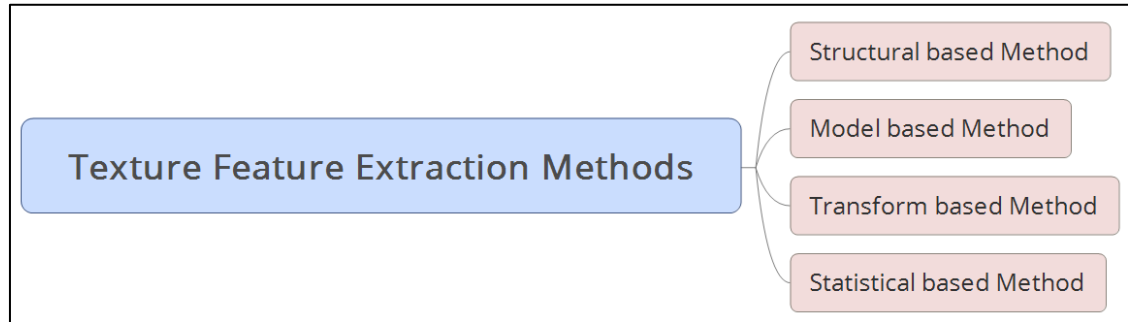 Texture Feature Extraction Methods
Structural based Method
Model based Method
Transform based Method
Statistical based Method